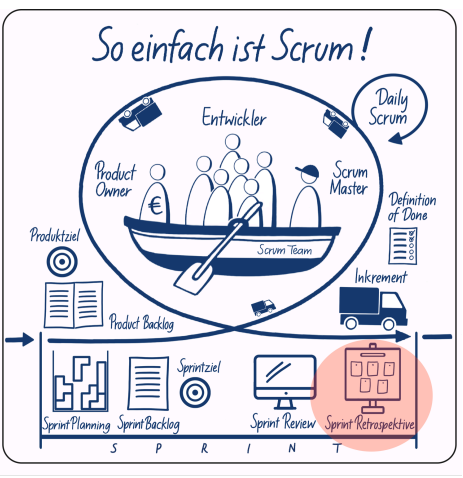 So einfach ist Scrum!
Daily
Scrum
Entwickler
Product
Owner
€
Scrum
Master
Scrum Team
Definition
of Done
Produktziel
Inkrement
Product Backlog
Sprintziel
Sprint Planning
Sprint Backlog
Sprint Review
Sprint Retrospektive
SPRINT